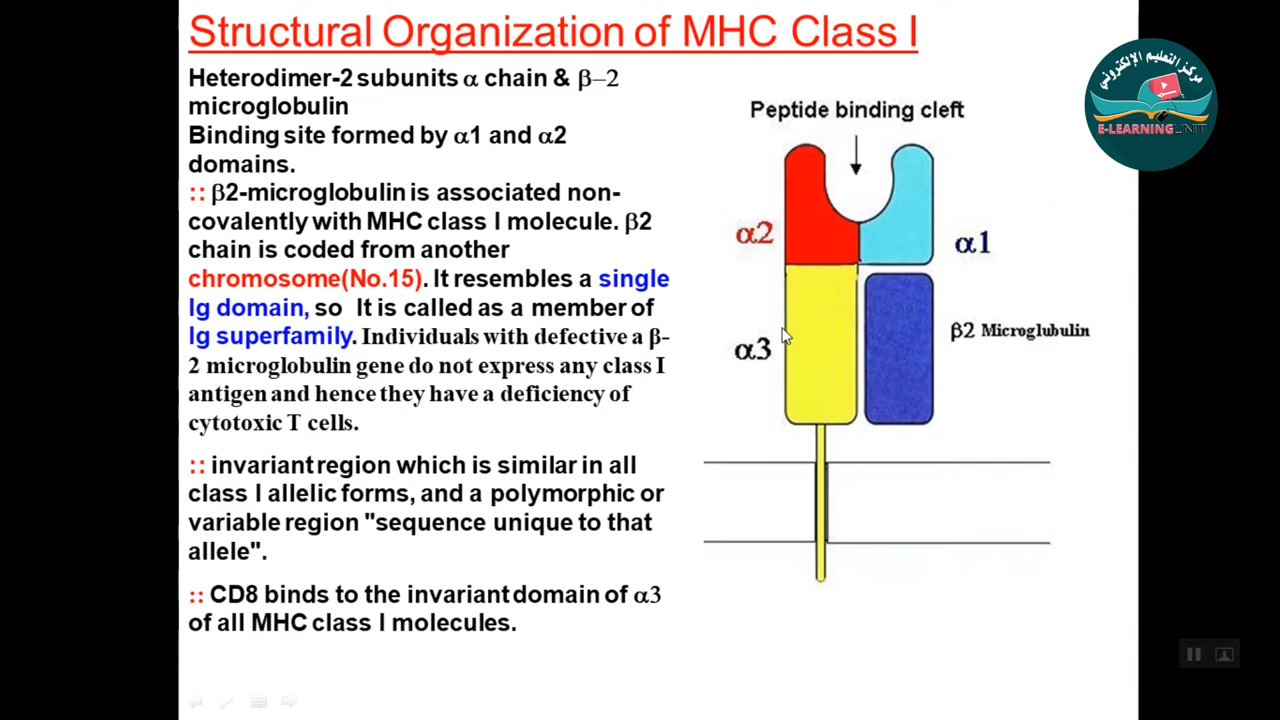 Structural Organization of MHC Class I
Heterodimer-2 subunits α chain & β–2
microglobulin
Binding site formed by α1 and α2
domains.
:: β2-microglobulin is associated non-
covalently with MHC class I molecule. β2
chain is coded from another
chromosome(No.15). It resembles a single
Ig domain, so It is called as a member of
Ig superfamily. Individuals with defective a β-
2 microglobulin gene do not express any class I
antigen and hence they have a deficiency of
cytotoxic T cells.
:: invariant region which is similar in all
class I allelic forms, and a polymorphic or
variable region "sequence unique to that
allele".
:: CD8 binds to the invariant domain of α3
of all MHC class I molecules.
Peptide binding cleft
α2
α1
α3
β2 Microglubulin
مركز التعليم الإلكتروني
E-LEARNING UNIT